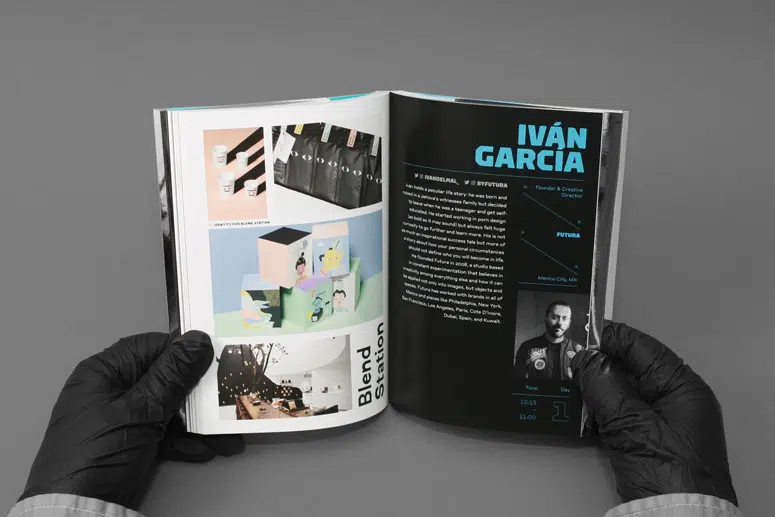 IDENTITY FOR BLEND STATION
Blend
Station
IVÁN
GARCÍA
IVANDELMAL_ BYFUTURA
Iván holds a peculiar life story: he was born and
raised in a Jehova's witnesses family but decided
to leave when he was a teenager and get self-
educated. He started working in porn design
(as bold as it may sound) but always felt huge
curiosity to go further and learn more. His is not
so much an inspirational success tale but more of
a story about how your personal circumstances
should not define who you will become in life.
He founded Futura in 2008, a studio based
in constant experimentation that believes in
creativity among everything else and how it can
be applied not only into images, but objects and
spaces. Futura has worked with brands in all of
Mexico and places like Philadelphia, New York,
San Francisco, Los Angeles, Paris, Cote D'Ivoire,
Dubai, Spain, and Kuwait.
Founder & Creative
Director
FUTURA
Mexico City, MX
Time: Day
10:15
-
11:00
1